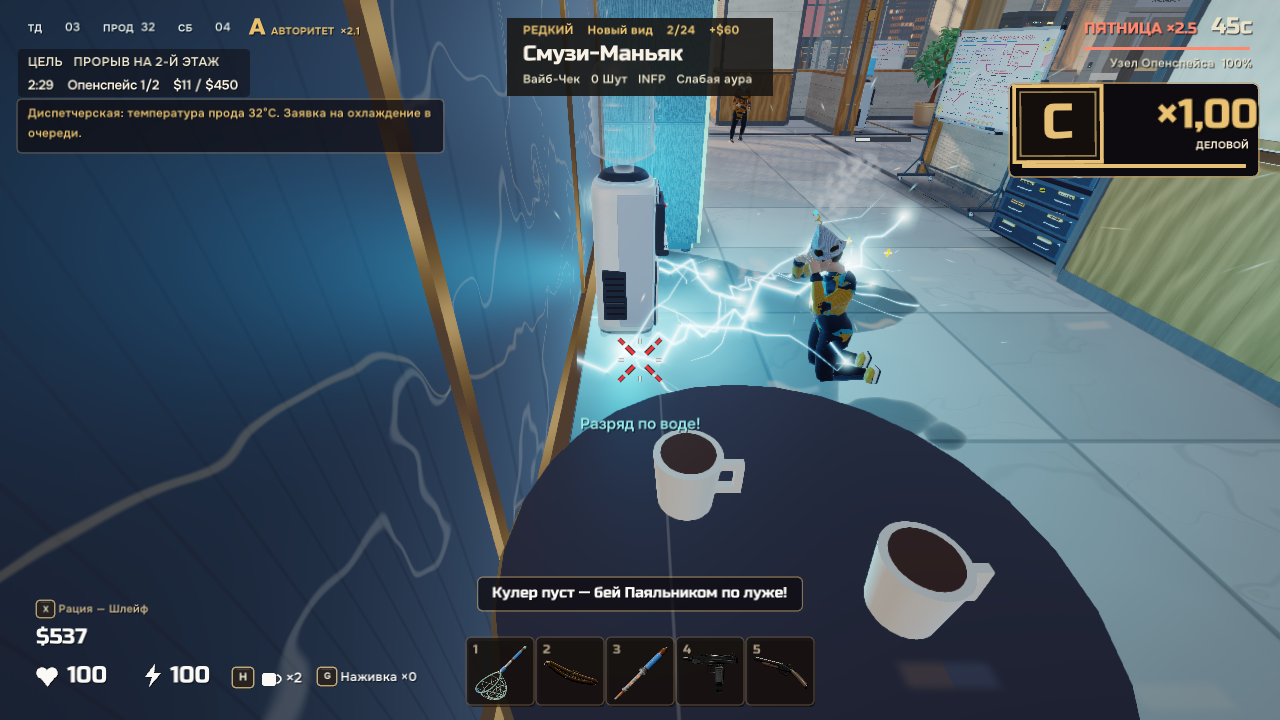 ТД 03 ПРОД 32 СБ 04 А АВТОРИТЕТ ×2.1
ЦЕЛЬ ПРОРЫВ НА 2-Й ЭТАЖ
2:29 Опенспейс 1/2 $11 / $450
Диспетчерская: температура прода 32°C. Заявка на охлаждение в
очереди.
РЕДКИЙ Новый вид 2/24 +$60
Смузи-Маньяк
Вайб-Чек 0 Шут INFP Слабая аура
ПЯТНИЦА ×2.5 45с
Узел Опенспейса 100%
С ×1,00
ДЕЛОВОЙ
Разряд по воде!
Кулер пуст — бей Паяльником по луже!
X Рация — Шлейф
$537
100 100 H ×2 G Наживка ×0
1 2 3 4 5